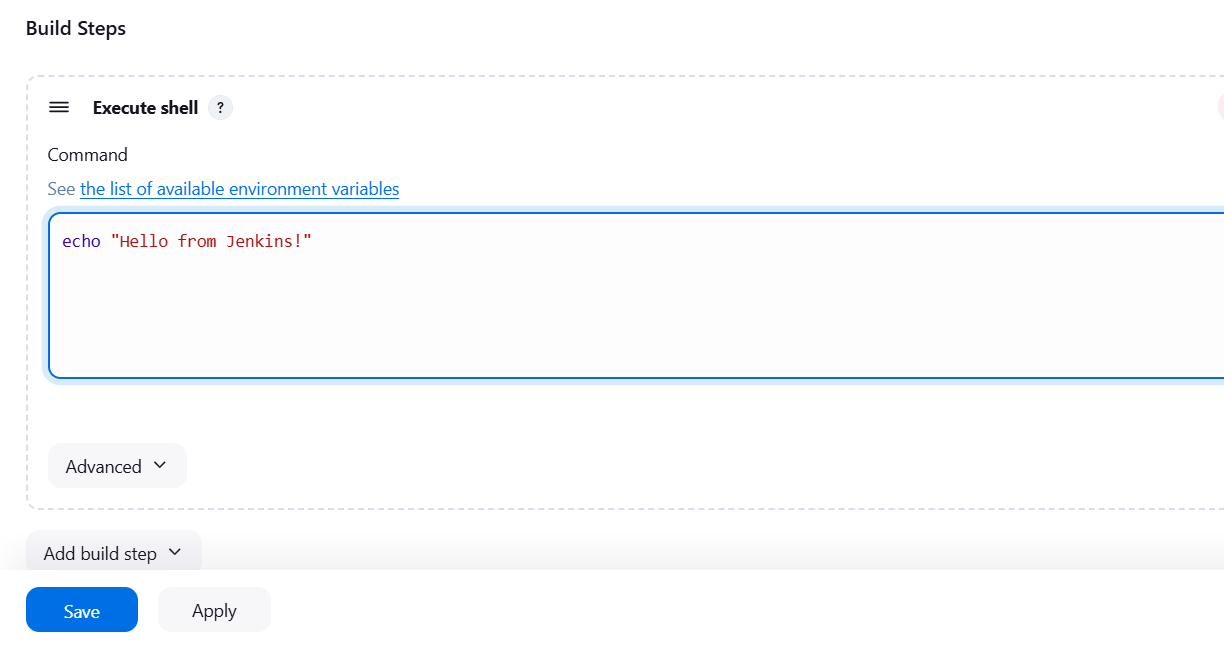 Build Steps
Execute shell ?
Command
See the list of available environment variables
echo "Hello from Jenkins!"
Advanced
Add build step
Save Apply